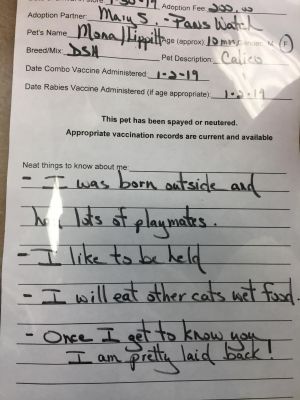 30-19 Adoption Fee: 200.00
Adoption Partner: Mary S. - Paws Watch
Pet's Name Mona/Pippitt Age (approx) 10 mns M F
Breed/Mix: DSH Pet Description: Calico
Date Combo Vaccine Administered: 1-2-19
Date Rabies Vaccine Administered (if age appropriate): 1-2-19
This pet has been spayed or neutered.
Appropriate vaccination records are current and available
Neat things to know about me:
- I was born outside and
had lots of playmates.
- I like to be held
- I will eat other cats wet food.
- Once I get to know you
I am pretty laid back!